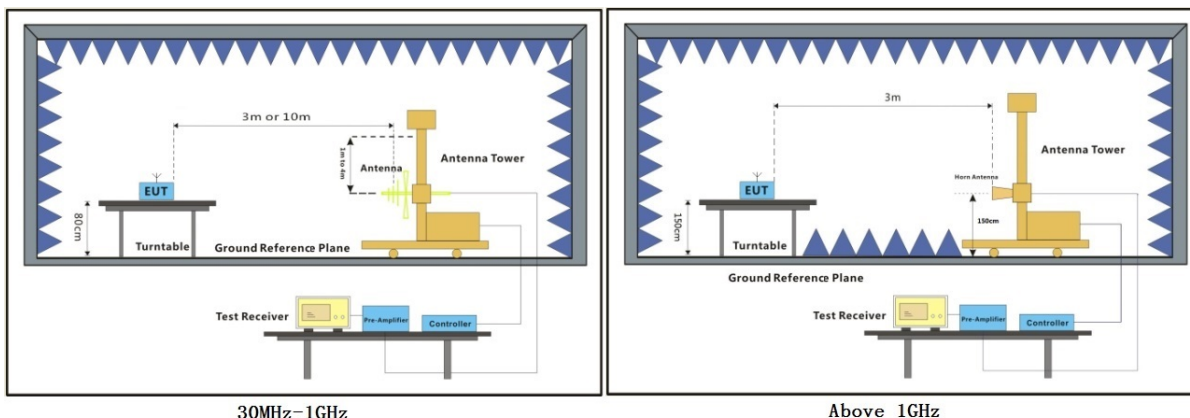 3m or 10m
1m to 4m
Antenna
Antenna Tower
EUT
80cm
Turntable
Ground Reference Plane
Test Receiver
Pre-Amplifier
Controller
30MHz-1GHz
3m
Antenna Tower
Horn Antenna
EUT
150cm
150cm
Turntable
Ground Reference Plane
Test Receiver
Pre-Amplifier
Controller
Above 1GHz